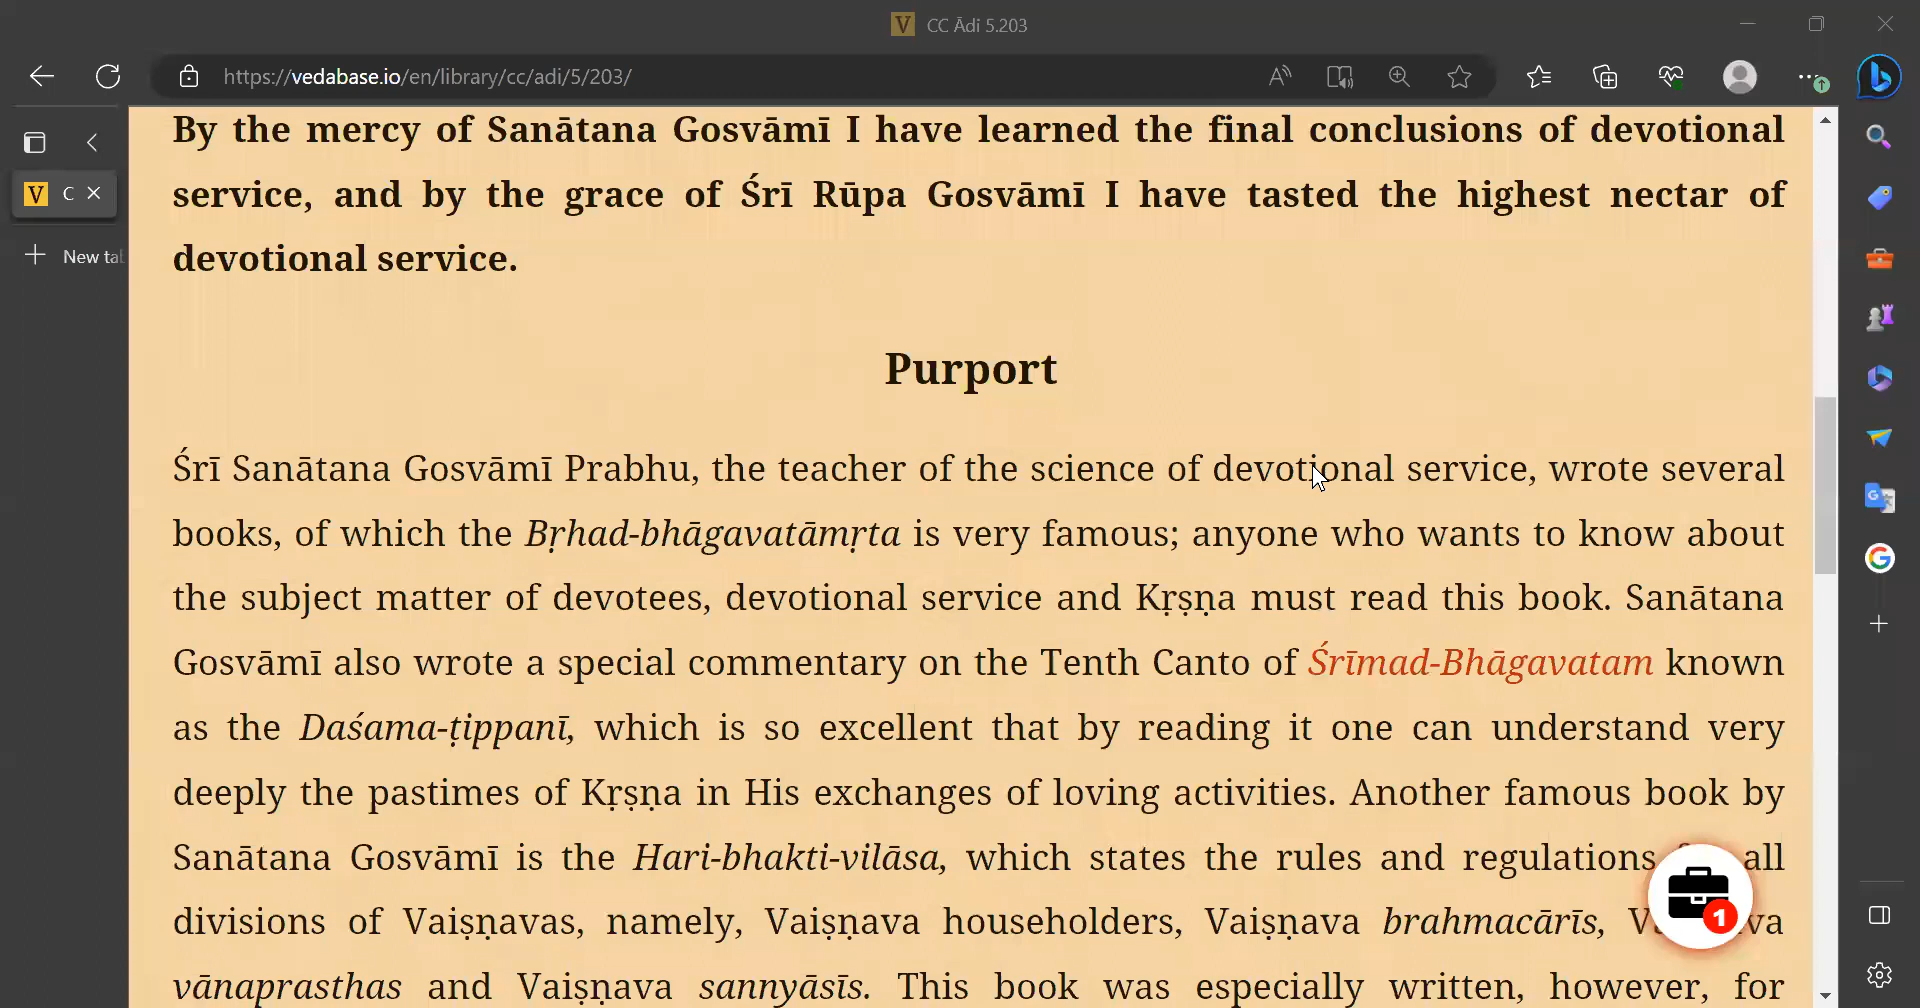 V CC Ādi 5.203
https://vedabase.io/en/library/cc/adi/5/203/
V C
New ta
By the mercy of Sanātana Gosvāmī I have learned the final conclusions of devotional
service, and by the grace of Śrī Rūpa Gosvāmī I have tasted the highest nectar of
devotional service.
Purport
Śrī Sanātana Gosvāmī Prabhu, the teacher of the science of devotional service, wrote several
books, of which the Bṛhad-bhāgavatāmṛta is very famous; anyone who wants to know about
the subject matter of devotees, devotional service and Kṛṣṇa must read this book. Sanātana
Gosvāmī also wrote a special commentary on the Tenth Canto of Śrīmad-Bhāgavatam known
as the Daśama-ṭippanī, which is so excellent that by reading it one can understand very
deeply the pastimes of Kṛṣṇa in His exchanges of loving activities. Another famous book by
Sanātana Gosvāmī is the Hari-bhakti-vilāsa, which states the rules and regulations all
divisions of Vaiṣṇavas, namely, Vaiṣṇava householders, Vaiṣṇava brahmacārīs,
1
vānaprasthas and Vaiṣṇava sannyāsīs. This book was especially written, however, for